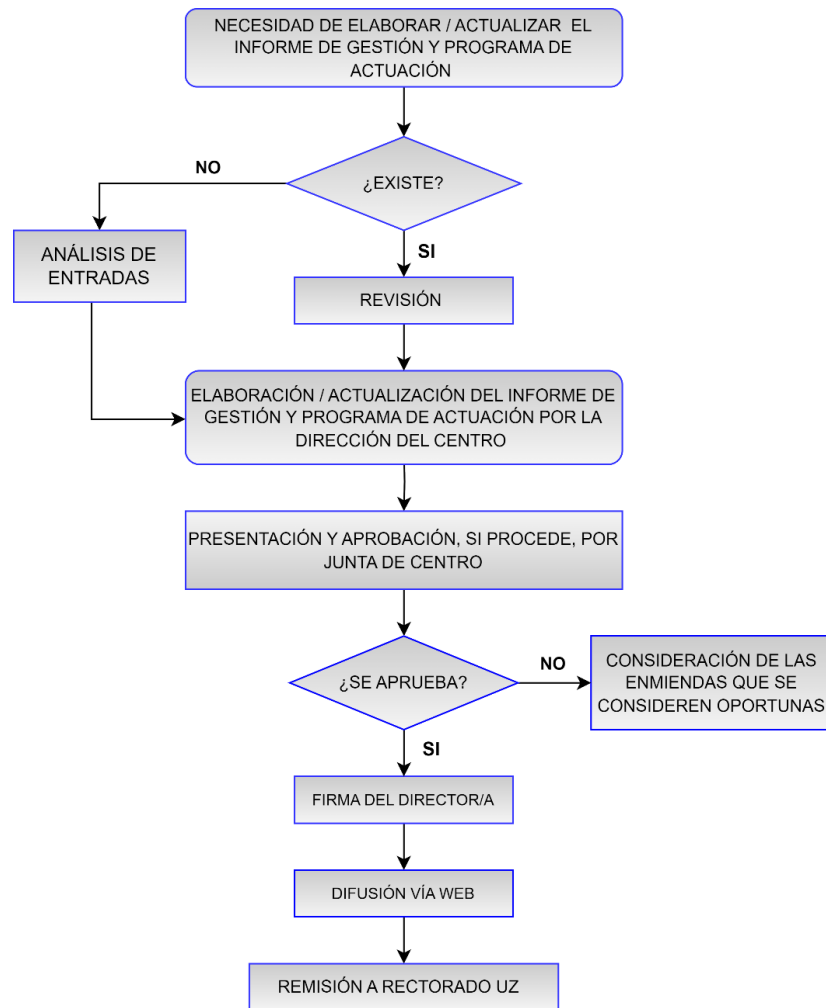 NECESIDAD DE ELABORAR / ACTUALIZAR EL
INFORME DE GESTIÓN Y PROGRAMA DE
ACTUACIÓN
NO
¿EXISTE?
SI
ANÁLISIS DE
ENTRADAS
REVISIÓN
ELABORACIÓN / ACTUALIZACIÓN DEL INFORME DE
GESTIÓN Y PROGRAMA DE ACTUACIÓN POR LA
DIRECCIÓN DEL CENTRO
PRESENTACIÓN Y APROBACIÓN, SI PROCEDE, POR
JUNTA DE CENTRO
¿SE APRUEBA?
NO
CONSIDERACIÓN DE LAS
ENMIENDAS QUE SE
CONSIDEREN OPORTUNAS
SI
FIRMA DEL DIRECTOR/A
DIFUSIÓN VÍA WEB
REMISIÓN A RECTORADO UZ